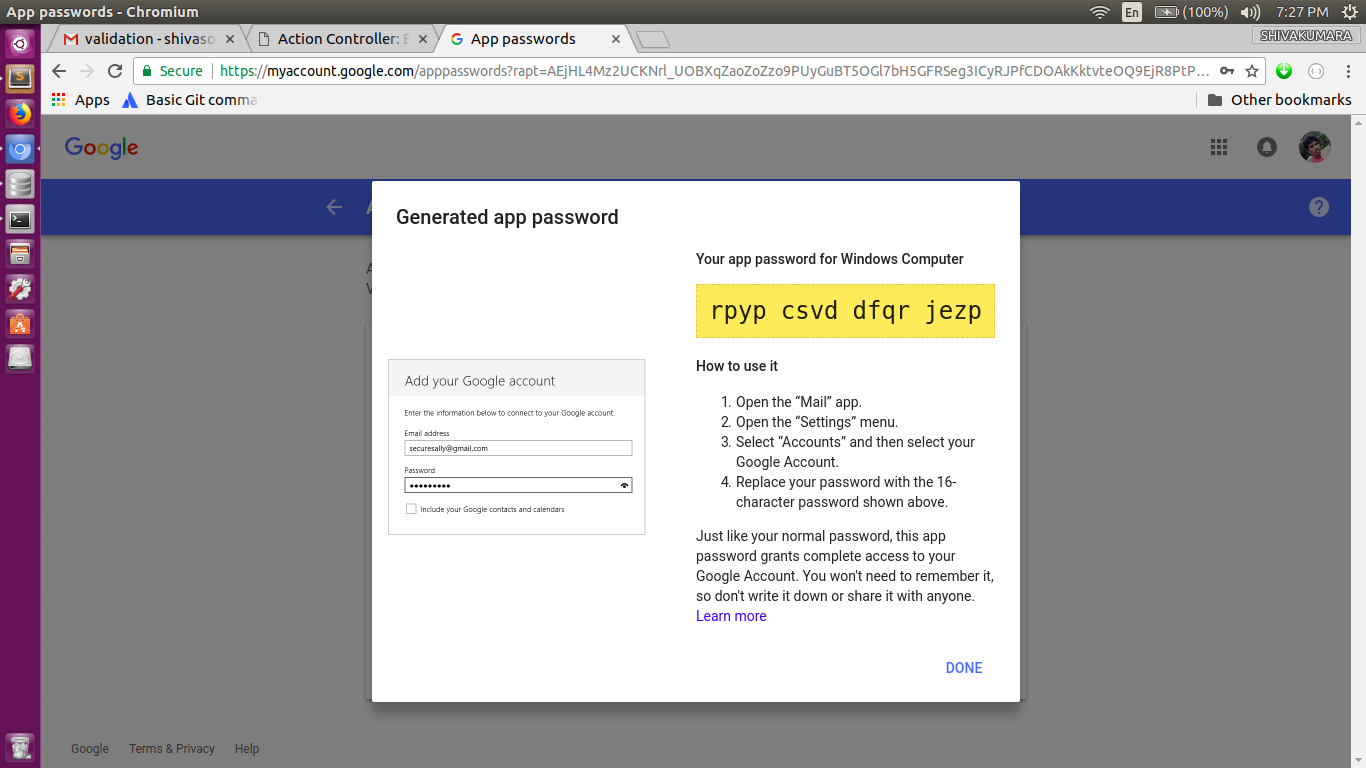 App passwords - Chromium
En
(100%)
7:27 PM
validation - shivaso
Action Controller: E
App passwords
SHIVAKUMARA
Secure
https://myaccount.google.com/apppasswords?rapt=AEjHL4Mz2UCKNrl_UOBXqZaoZoZzo9PUyGuBT5OGl7bH5GFRSeg3ICyRJPfCDOAkKktvteOQ9EjR8PtP...
Apps
Basic Git comma
Other bookmarks
Google
Generated app password
Your app password for Windows Computer
rpyp csvd dfqr jezp
Add your Google account
Enter the information below to connect to your Google account.
Email address
securesally@gmail.com
Password
Include your Google contacts and calendars
How to use it
1. Open the “Mail” app.
2. Open the “Settings” menu.
3. Select “Accounts” and then select your
Google Account.
4. Replace your password with the 16-
character password shown above.
Just like your normal password, this app
password grants complete access to your
Google Account. You won't need to remember it,
so don't write it down or share it with anyone.
Learn more
DONE
Google
Terms & Privacy
Help